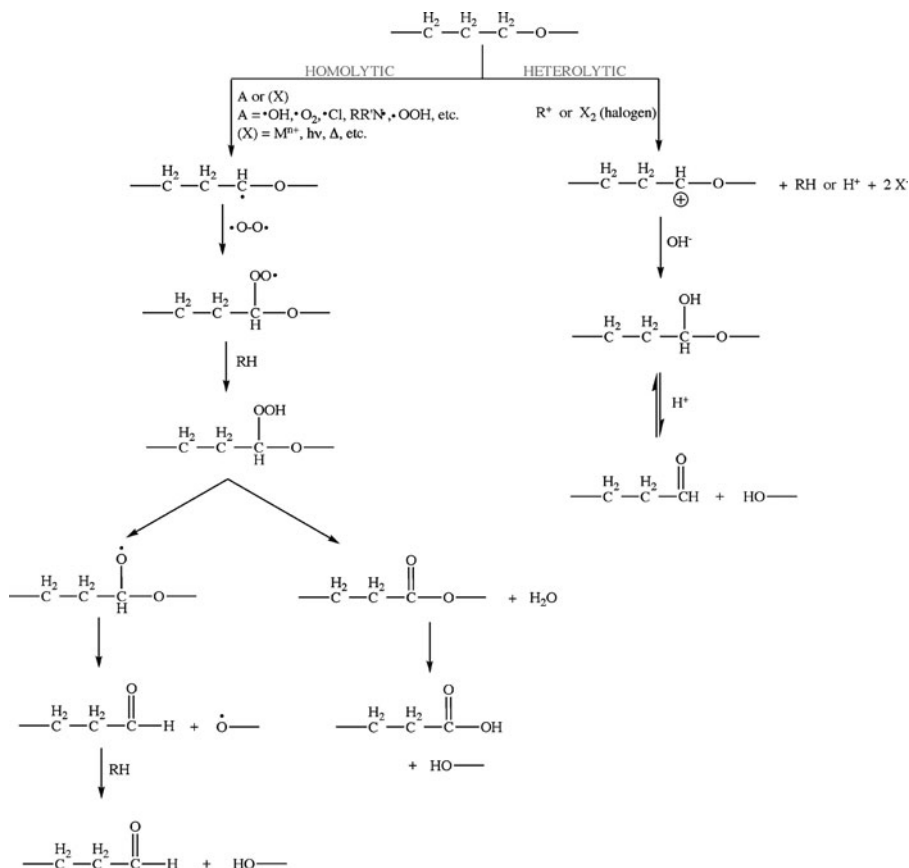 H₂ H₂ H₂
—C—C—C—O—
HOMOLYTIC HETEROLYTIC
A or (X)
A = •OH, •O₂, •Cl, RR'N•, •OOH, etc.
(X) = Mⁿ⁺, hν, Δ, etc.
R⁺ or X₂ (halogen)
H₂ H₂ H
—C—C—C•—O—
H₂ H₂ H
—C—C—C—O— + RH or H⁺ + 2 X⁻
⊕
•O-O•
OH⁻
OO•
H₂ H₂
—C—C—C—O—
H
OH
H₂ H₂
—C—C—C—O—
H
RH
H⁺
OOH
H₂ H₂
—C—C—C—O—
H
O
H₂ H₂
—C—C—CH + HO—
O•
H₂ H₂
—C—C—C—O—
H
O
H₂ H₂
—C—C—C—O— + H₂O
O
H₂ H₂
—C—C—C—H + •O—
O
H₂ H₂
—C—C—C—OH
+ HO—
RH
O
H₂ H₂
—C—C—C—H + HO—